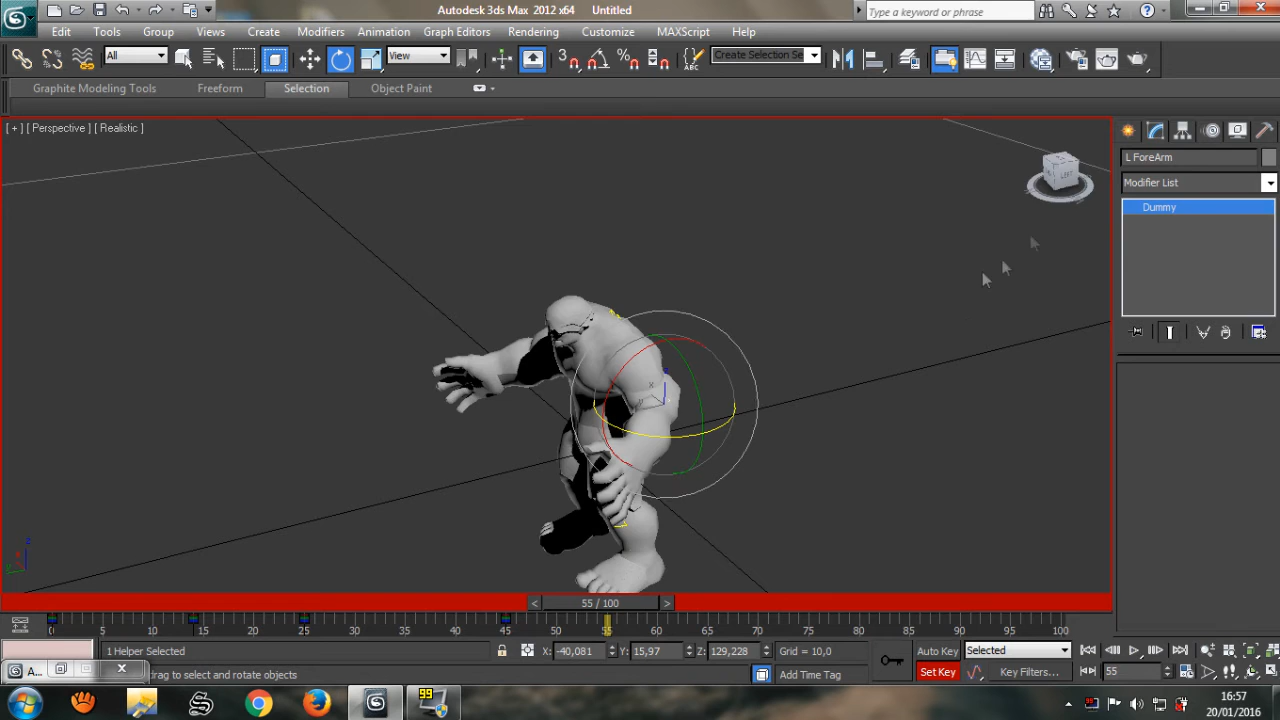 Autodesk 3ds Max 2012 x64 Untitled
Type a keyword or phrase
Edit Tools Group Views Create Modifiers Animation Graph Editors Rendering Customize MAXScript Help
All View 3 ABC Create Selection Se
Graphite Modeling Tools Freeform Selection Object Paint
[ + ] [ Perspective ] [ Realistic ]
L ForeArm
Modifier List
Dummy
LEFT
x
z
< 55 / 100 >
0 5 10 15 20 25 30 35 40 45 50 55 60 65 70 75 80 85 90 95 100
1 Helper Selected X: -40,081 Y: 15,97 Z: 129,228 Grid = 10,0 Auto Key Selected
A... drag to select and rotate objects Add Time Tag Set Key Key Filters... 55
99
16:57
20/01/2016